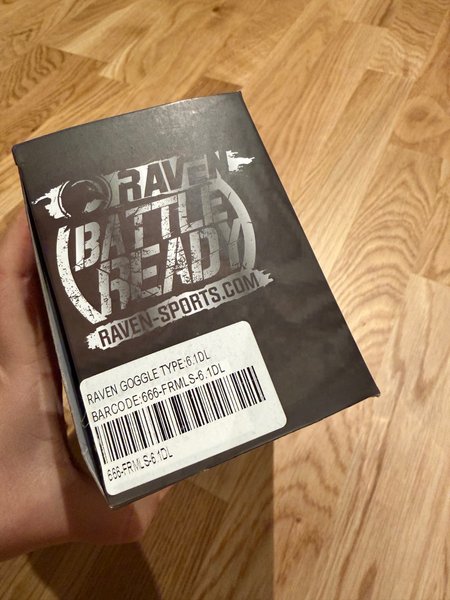 RAVEN
BATTLE
READY
RAVEN-SPORTS.COM
RAVEN GOGGLE TYPE:6.1DL
BARCODE:666-FRMLS-6.1DL
666-FRMLS-6.1DL